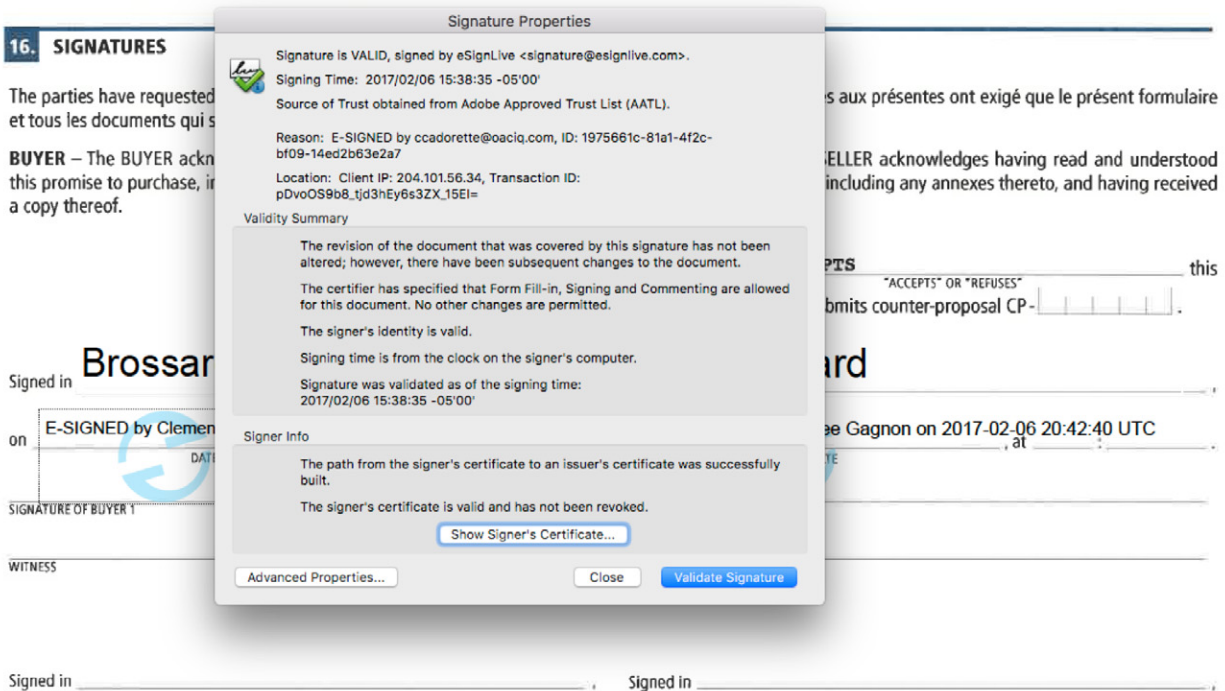 Signature Properties
16. SIGNATURES
Signature is VALID, signed by eSignLive <signature@esignlive.com>.
Signing Time: 2017/02/06 15:38:35 -05'00'
Source of Trust obtained from Adobe Approved Trust List (AATL).
Reason: E-SIGNED by ccadorette@oaciq.com, ID: 1975661c-81a1-4f2c-
bf09-14ed2b63e2a7
Location: Client IP: 204.101.56.34, Transaction ID:
pDvoOS9b8_tjd3hEy6s3ZX_15EI=
Validity Summary
The revision of the document that was covered by this signature has not been
altered; however, there have been subsequent changes to the document.
The certifier has specified that Form Fill-in, Signing and Commenting are allowed
for this document. No other changes are permitted.
The signer's identity is valid.
Signing time is from the clock on the signer's computer.
Signature was validated as of the signing time:
2017/02/06 15:38:35 -05'00'
Signer Info
The path from the signer's certificate to an issuer's certificate was successfully
built.
The signer's certificate is valid and has not been revoked.
Show Signer's Certificate...
Advanced Properties... Close Validate Signature
The parties have requested
et tous les documents qui s
BUYER – The BUYER ackn
this promise to purchase, in
a copy thereof.
Signed in Brossar
on E-SIGNED by Clemen
DATE
SIGNATURE OF BUYER 1
WITNESS
Signed in
s aux présentes ont exigé que le présent formulaire
SELLER acknowledges having read and understood
including any annexes thereto, and having received
PTS this
"ACCEPTS" OR "REFUSES"
bmits counter-proposal CP - .
ard ,
ee Gagnon on 2017-02-06 20:42:40 UTC
TE , at : .
Signed in ,